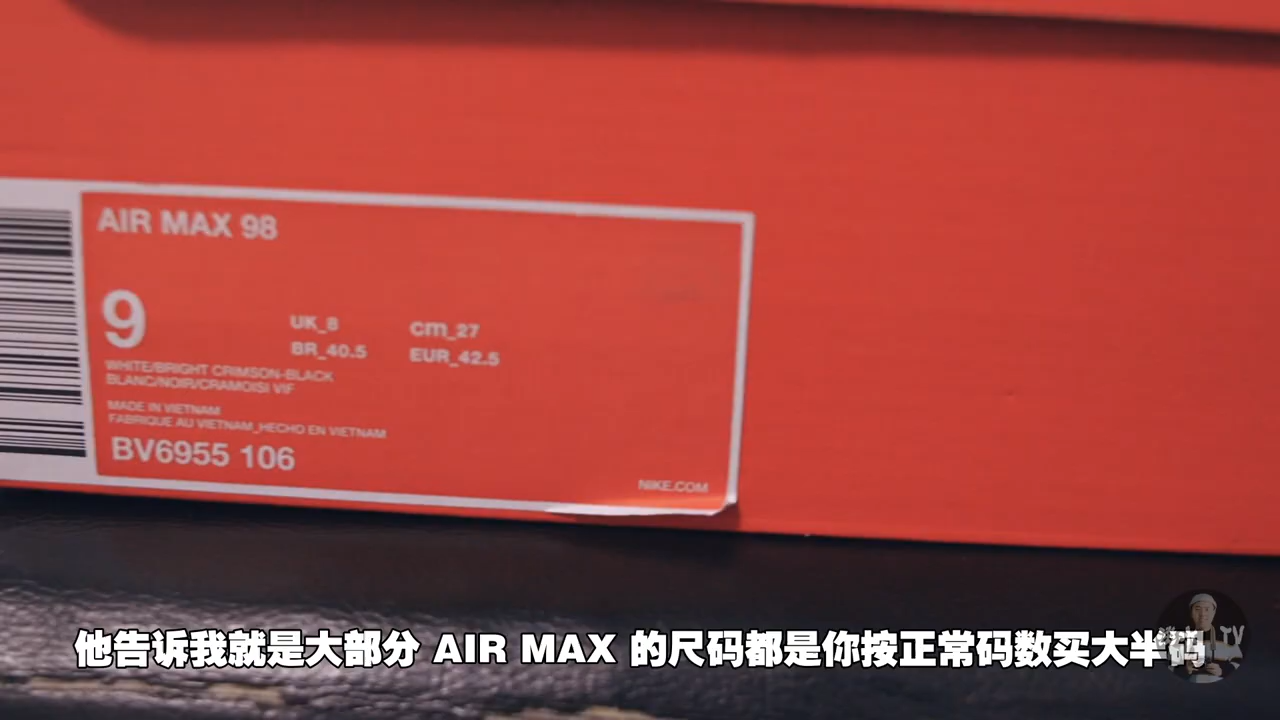 AIR MAX 98
9
UK_8
cm_27
BR_40.5
EUR_42.5
WHITE/BRIGHT CRIMSON-BLACK
BLANC/NOIR/CRAMOISI VIF
MADE IN VIETNAM
FABRIQUE AU VIETNAM_HECHO EN VIETNAM
BV6955 106
NIKE.COM
他告诉我就是大部分 AIR MAX 的尺码都是你按正常码数买大半码
TV